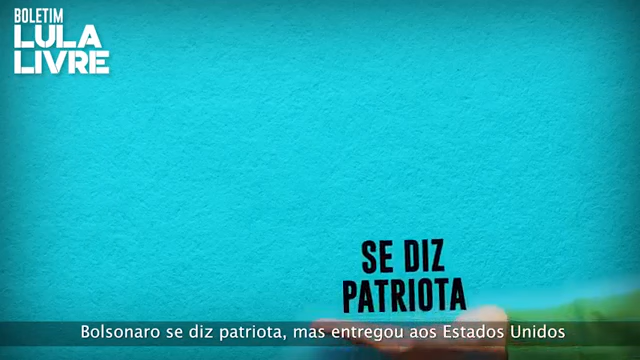 BOLETIM
LULA
LIVRE
SE DIZ
PATRIOTA
Bolsonaro se diz patriota, mas entregou aos Estados Unidos